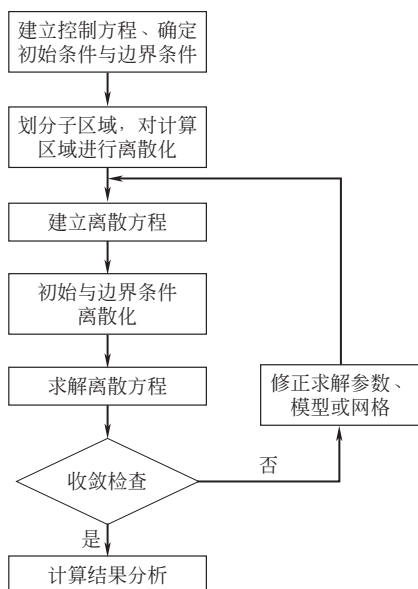 建立控制方程、确定
初始条件与边界条件
划分子区域，对计算
区域进行离散化
建立离散方程
初始与边界条件
离散化
求解离散方程
修正求解参数、
模型或网格
收敛检查
否
是
计算结果分析